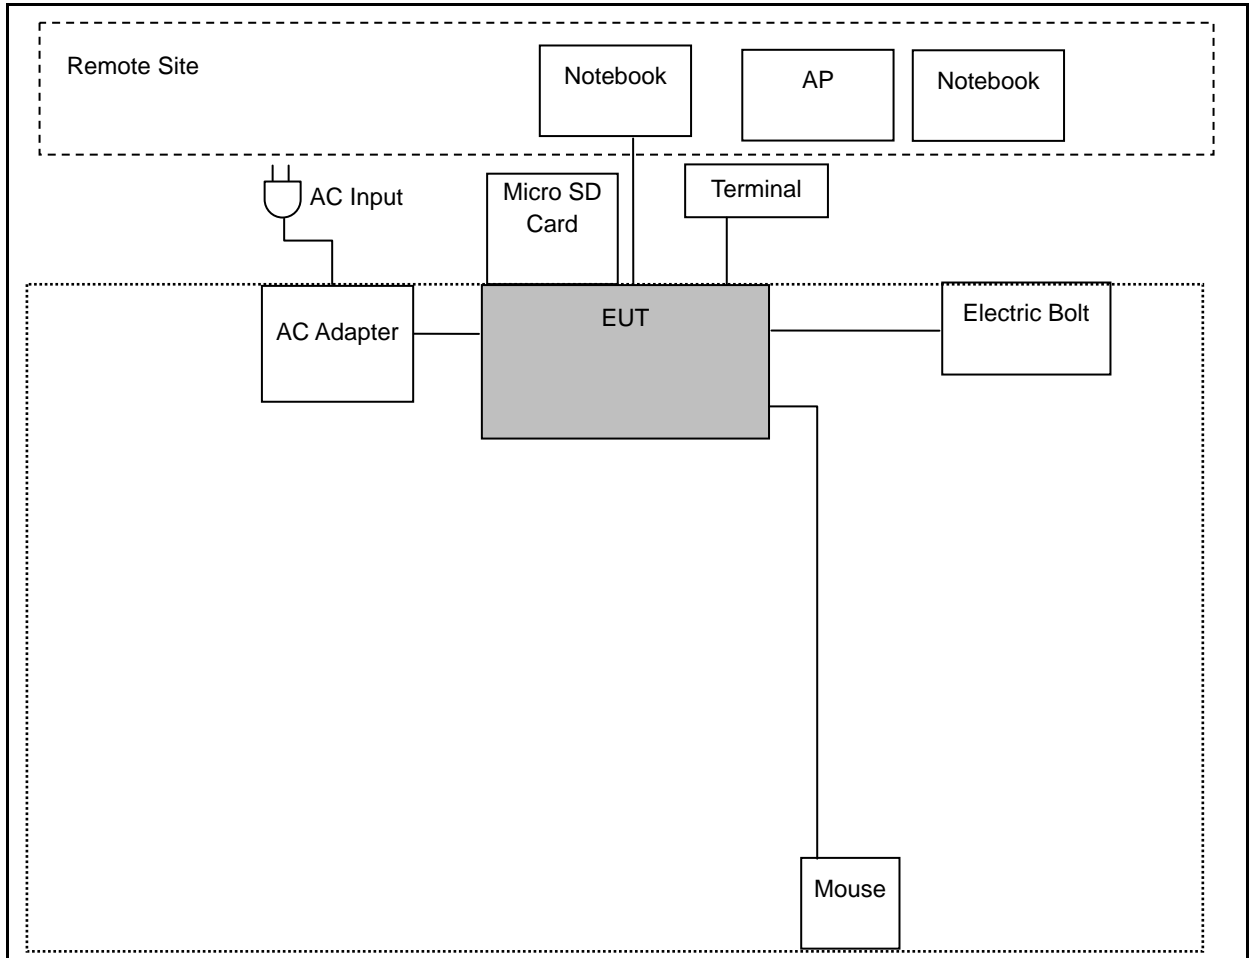 Remote Site
Notebook
AP
Notebook
AC Input
Micro SD
Card
Terminal
AC Adapter
EUT
Electric Bolt
Mouse